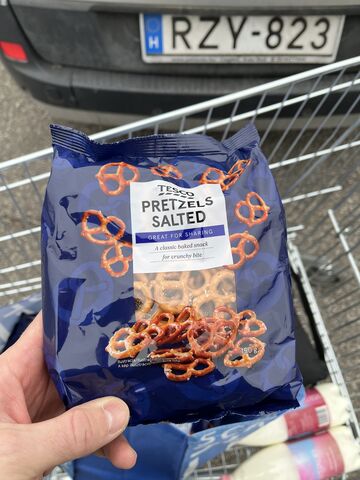 H
RZY-823
TESCO
PRETZELS
SALTED
GREAT FOR SHARING
A classic baked snack
for crunchy bite